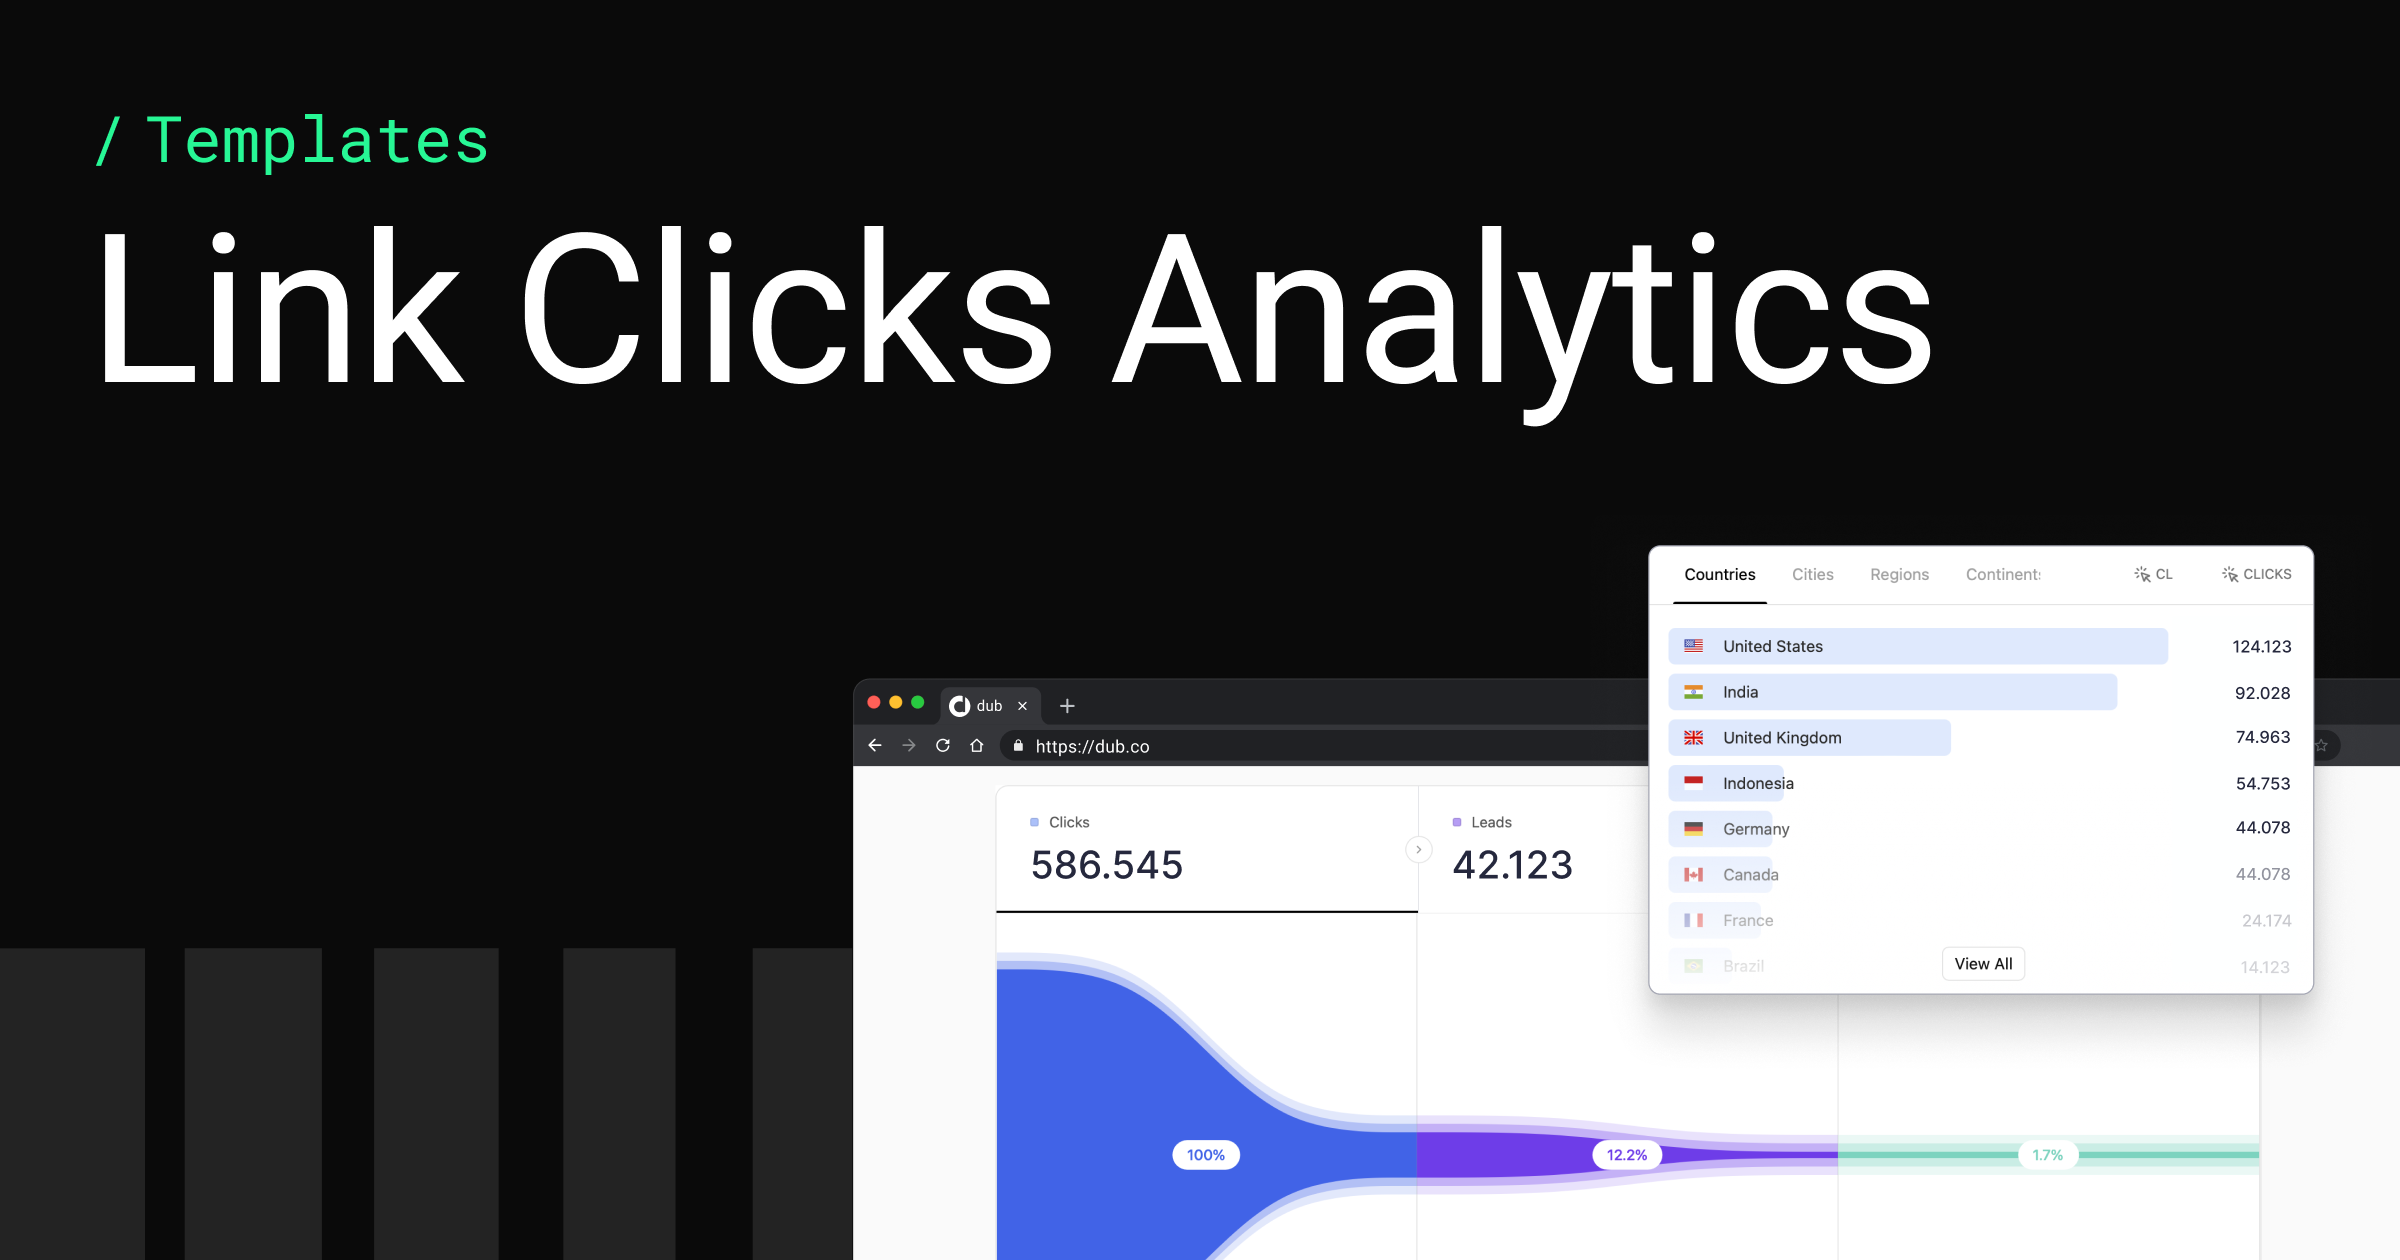 / Templates
Link Clicks Analytics
dub
https://dub.co
Countries Cities Regions Continents CL CLICKS
United States 124.123
India 92.028
United Kingdom 74.963
Indonesia 54.753
Germany 44.078
Canada 44.078
France 24.174
Brazil 14.123
View All
Clicks
586.545
Leads
42.123
100%
12.2%
1.7%